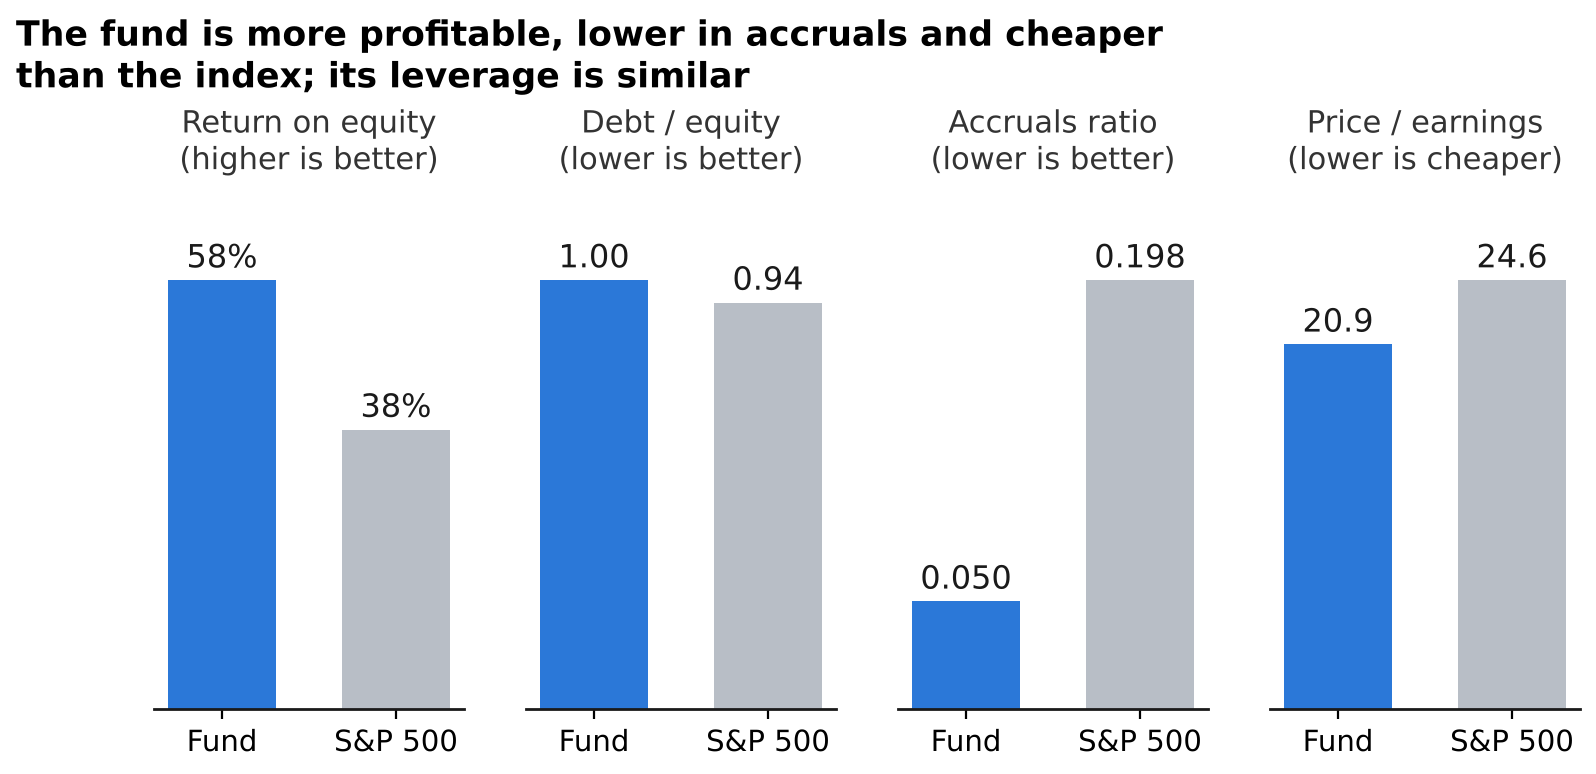 The fund is more profitable, lower in accruals and cheaper
than the index; its leverage is similar
Return on equity
(higher is better)
58%
38%
Fund
S&P 500
Debt / equity
(lower is better)
1.00
0.94
Fund
S&P 500
Accruals ratio
(lower is better)
0.050
0.198
Fund
S&P 500
Price / earnings
(lower is cheaper)
20.9
24.6
Fund
S&P 500